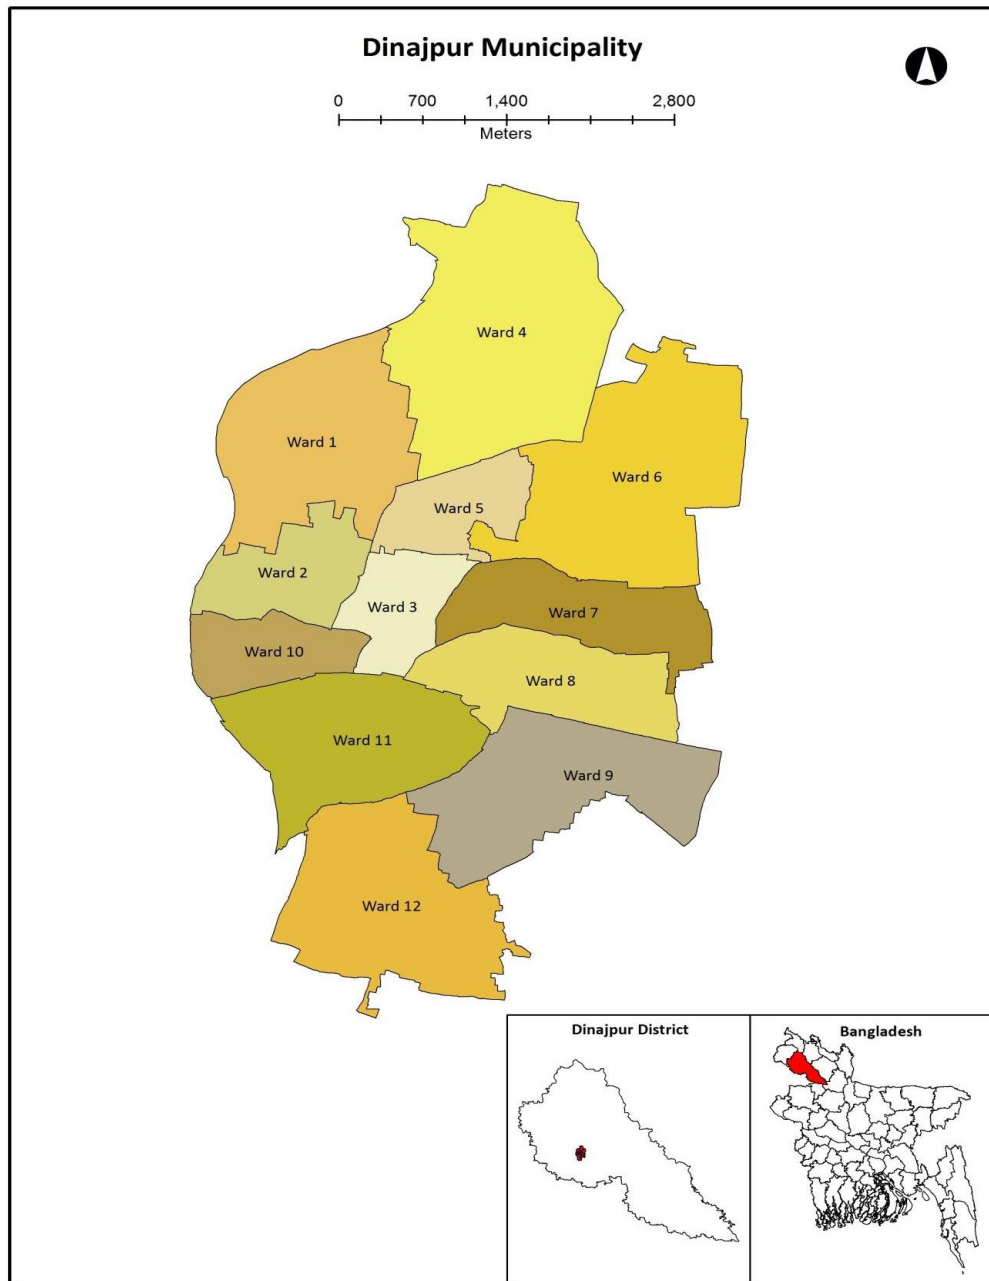 Dinajpur Municipality
0 700 1,400 2,800
Meters
Ward 4
Ward 1
Ward 6
Ward 5
Ward 2
Ward 3
Ward 7
Ward 10
Ward 8
Ward 11
Ward 9
Ward 12
Dinajpur District
Bangladesh